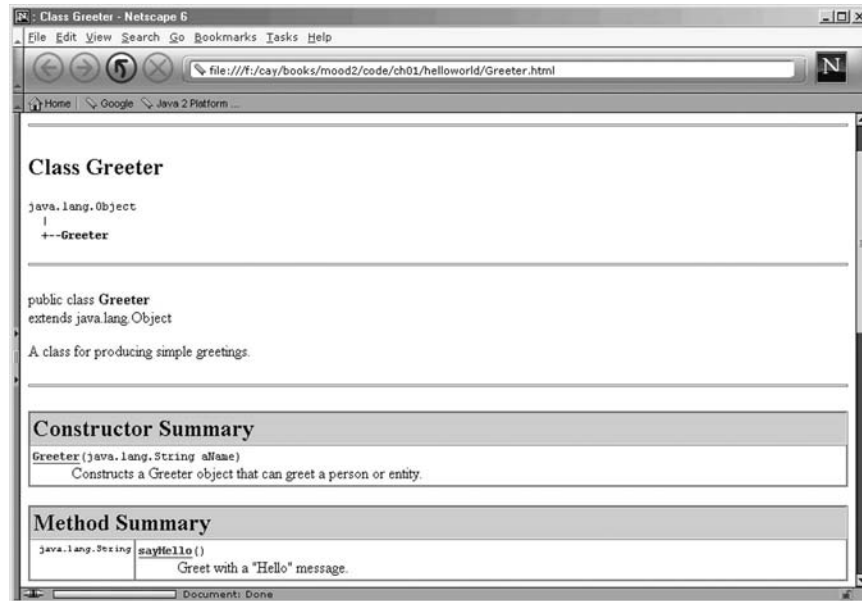 N : Class Greeter - Netscape 6
File Edit View Search Go Bookmarks Tasks Help
file:///f:/cay/books/mood2/code/ch01/helloworld/Greeter.html
N
Home Google Java 2 Platform ...
Class Greeter
java.lang.Object
|
+--Greeter
public class Greeter
extends java.lang.Object
A class for producing simple greetings.
Constructor Summary
Greeter(java.lang.String aName)
Constructs a Greeter object that can greet a person or entity.
Method Summary
java.lang.String sayHello()
Greet with a "Hello" message.
Document: Done